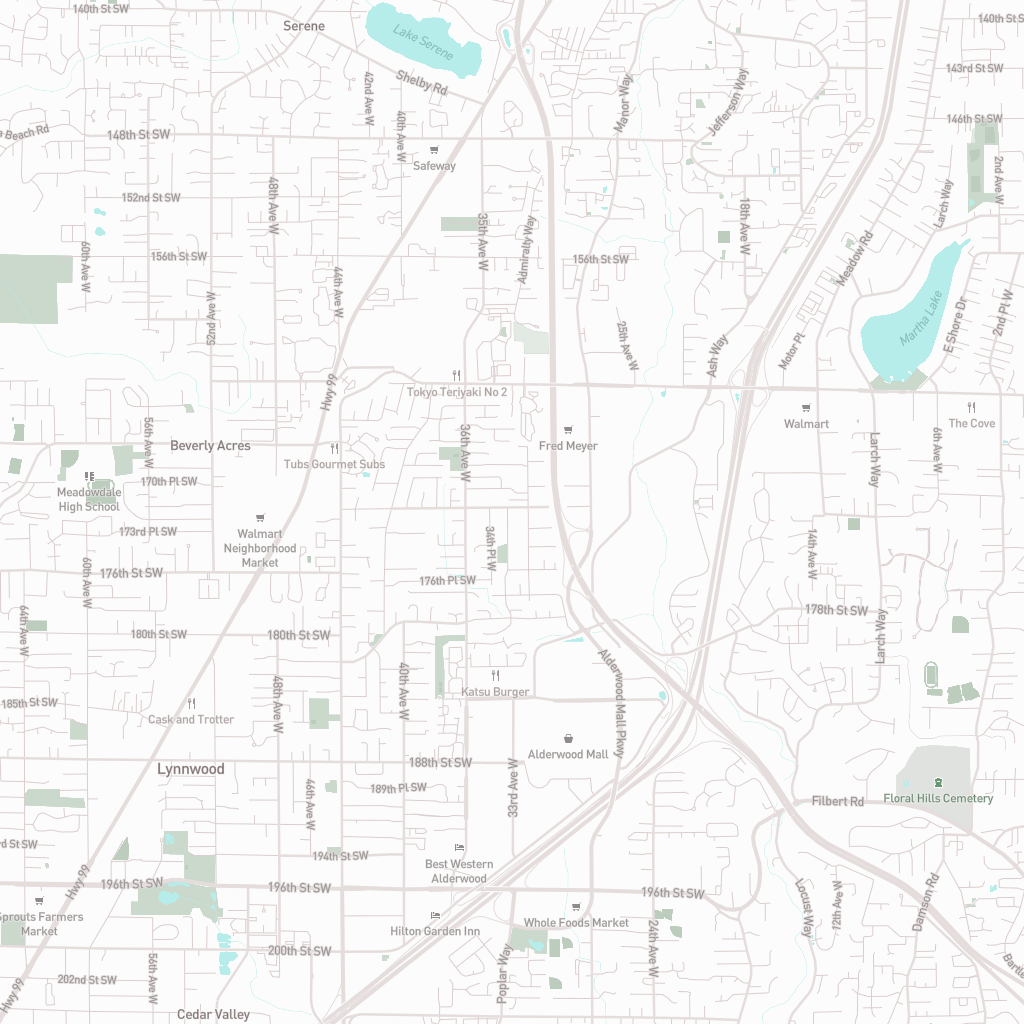 140th St SW
Serene
Lake Serene
140th St S
Shelby Rd
42nd Ave W
40th Ave W
Manor Way
Jefferson Way
143rd St SW
146th St SW
a Beach Rd
148th St SW
Safeway
2nd Ave W
152nd St SW
48th Ave W
35th Ave W
Admiralty Way
18th Ave W
Larch Way
60th Ave W
156th St SW
156th St SW
Meadow Rd
44th Ave W
52nd Ave W
Martha Lake
E Shore Dr
2nd Pl W
25th Ave W
Ash Way
Motor Pl
Hwy 99
Tokyo Teriyaki No 2
Walmart
The Cove
56th Ave W
Beverly Acres
36th Ave W
Fred Meyer
Larch Way
6th Ave W
Tubs Gourmet Subs
170th Pl SW
Meadowdale
High School
173rd Pl SW
Walmart
Neighborhood
Market
34th Pl W
14th Ave W
176th St SW
60th Ave W
176th Pl SW
64th Ave W
178th St SW
180th St SW
180th St SW
Larch Way
48th Ave W
40th Ave W
Katsu Burger
Alderwood Mall Pkwy
185th St SW
Cask and Trotter
Alderwood Mall
Lynnwood
188th St SW
189th Pl SW
46th Ave W
33rd Ave W
Floral Hills Cemetery
Filbert Rd
rd St SW
194th St SW
Best Western
Alderwood
Hwy 99
196th St SW
196th St SW
196th St SW
Locust Way
12th Ave W
Damson Rd
Sprouts Farmers
Market
Hilton Garden Inn
Whole Foods Market
24th Ave W
200th St SW
Poplar Way
56th Ave W
202nd St SW
Bartle
Hwy 99
Cedar Valley